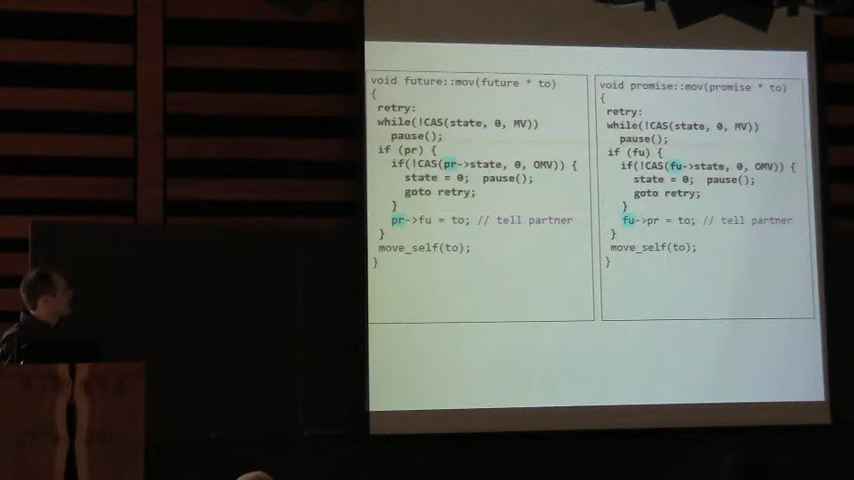 void future::mov(future * to)
{
retry:
while(!CAS(state, 0, MV))
pause();
if (pr) {
if(!CAS(pr->state, 0, OMV)) {
state = 0; pause();
goto retry;
}
pr->fu = to; // tell partner
}
move_self(to);
}
void promise::mov(promise * to)
{
retry:
while(!CAS(state, 0, MV))
pause();
if (fu) {
if(!CAS(fu->state, 0, OMV)) {
state = 0; pause();
goto retry;
}
fu->pr = to; // tell partner
}
move_self(to);
}